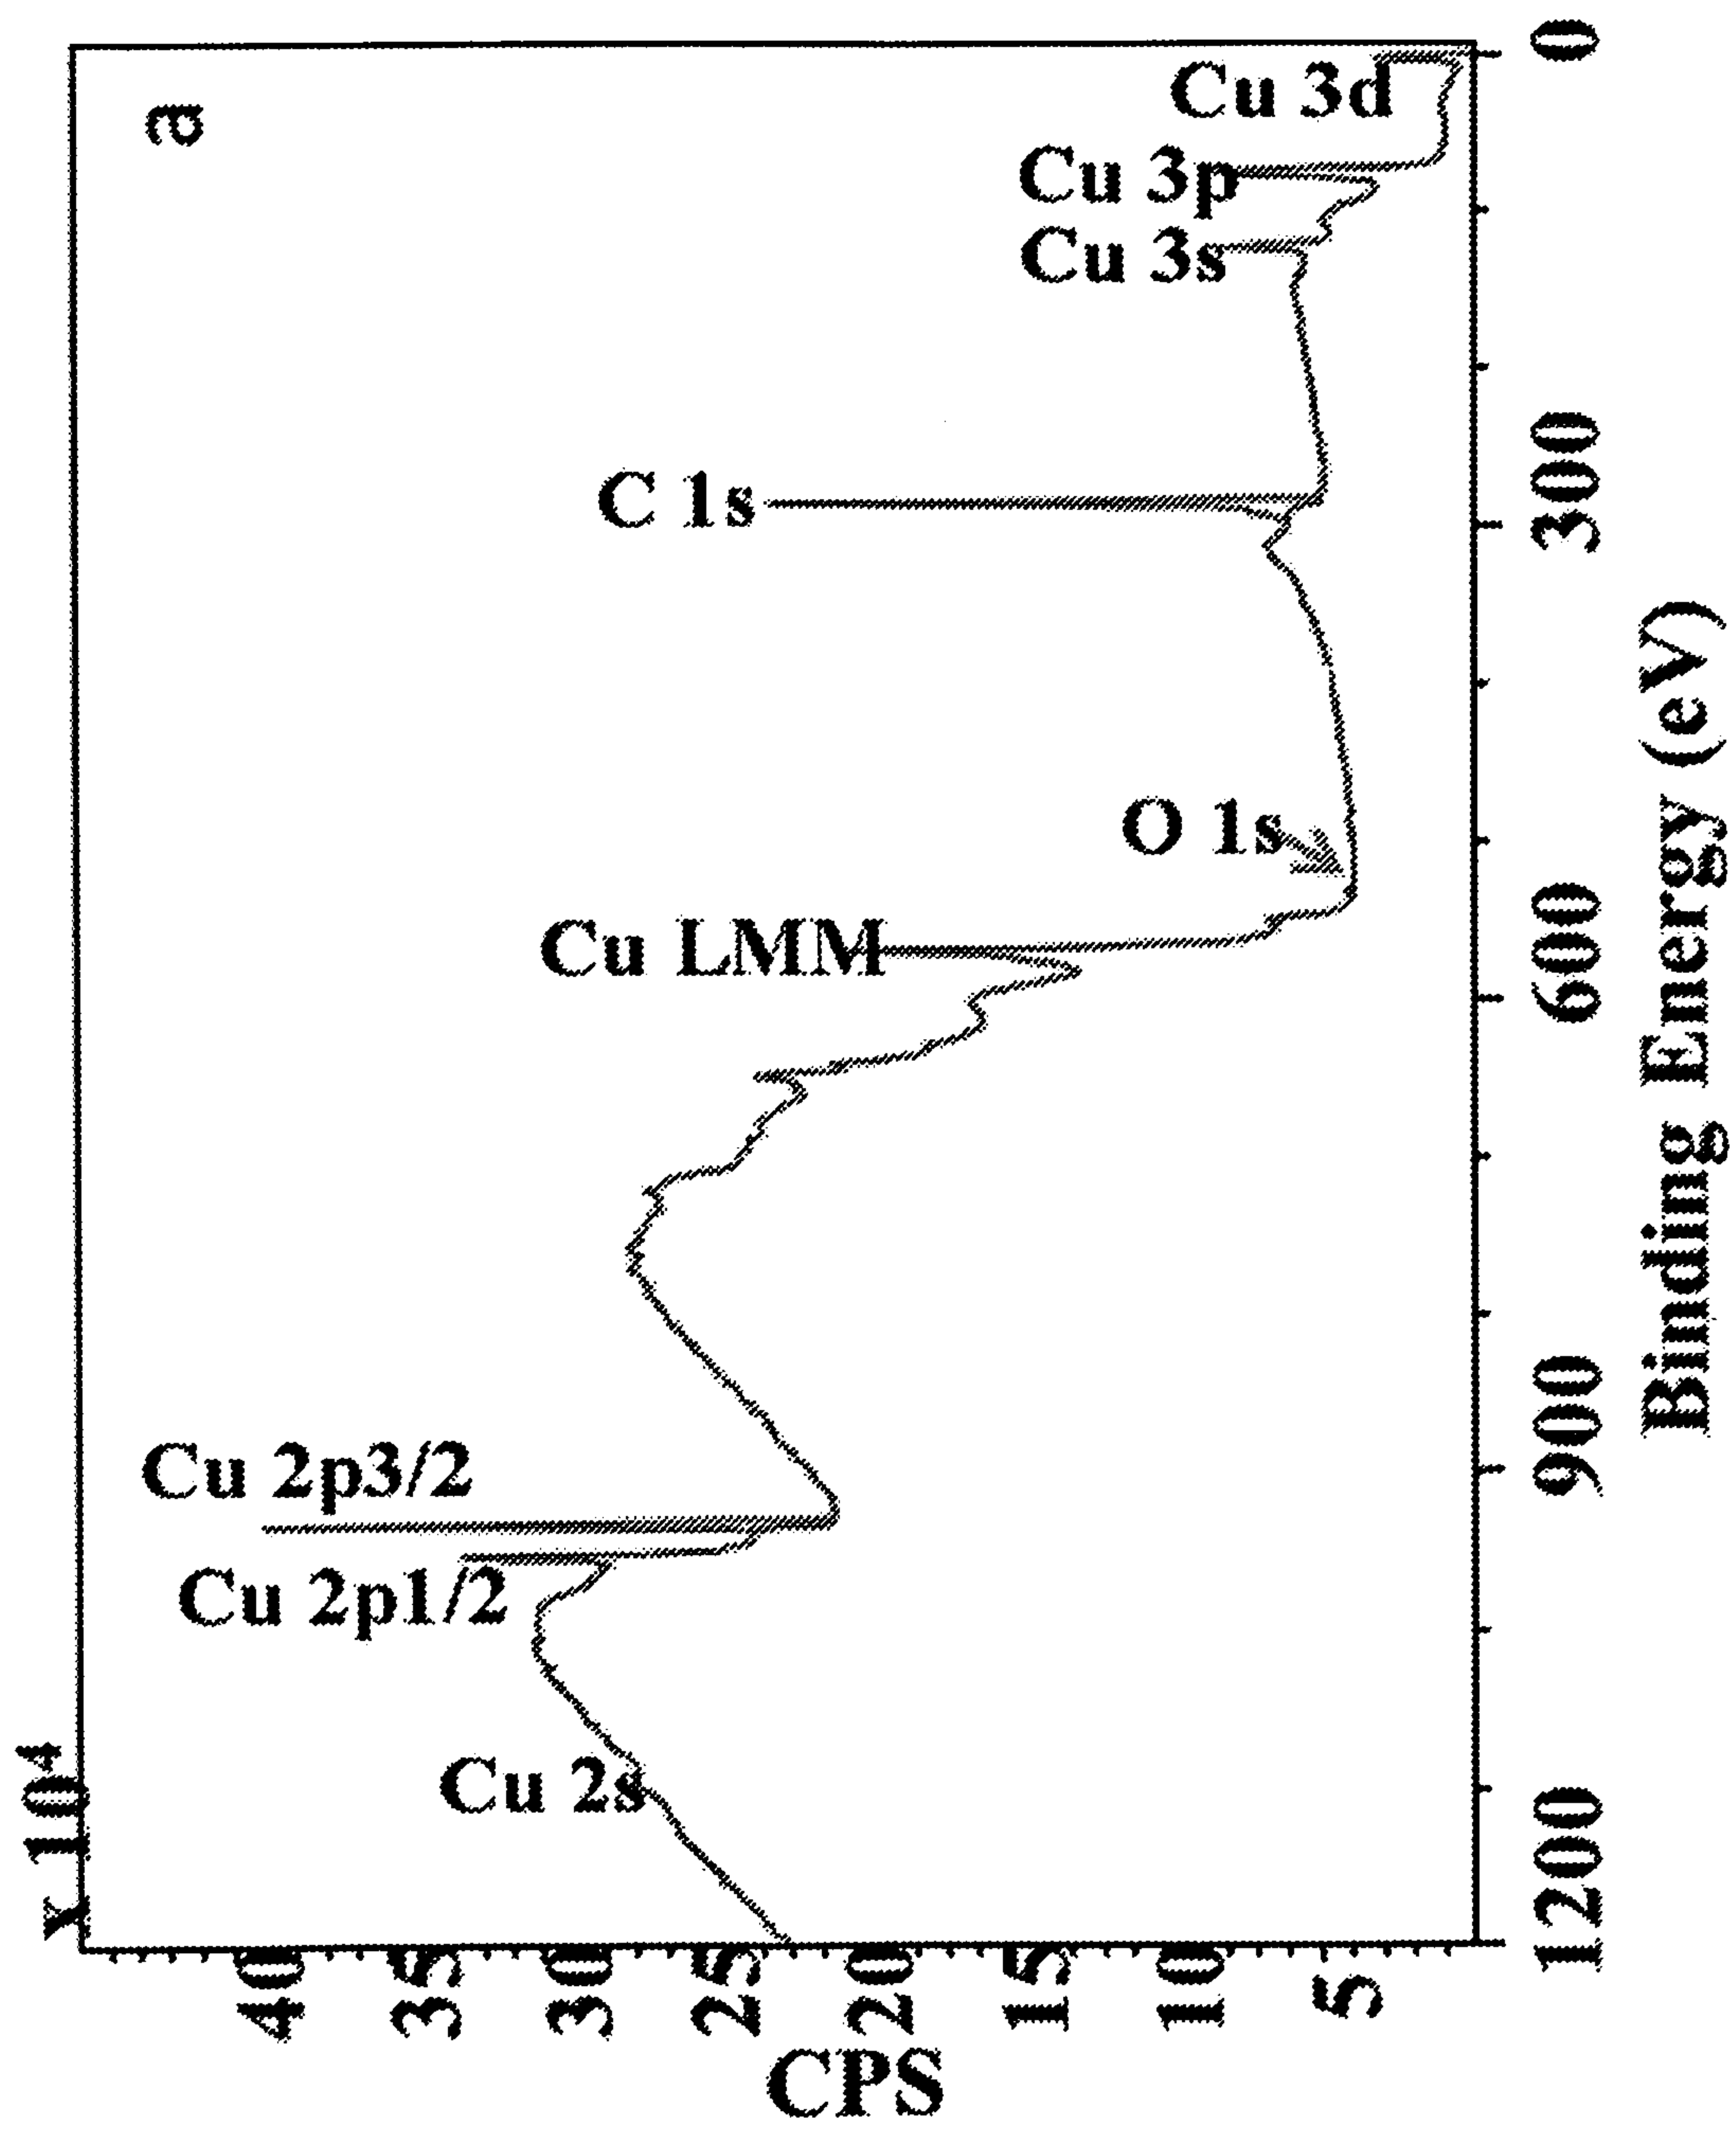 x 10⁴
a
Cu 2p3/2
Cu 2p1/2
Cu 2s
Cu LMM
O 1s
C 1s
Cu 3s
Cu 3p
Cu 3d
40
35
30
25
20
15
10
5
CPS
1200
900
600
300
0
Binding Energy (eV)